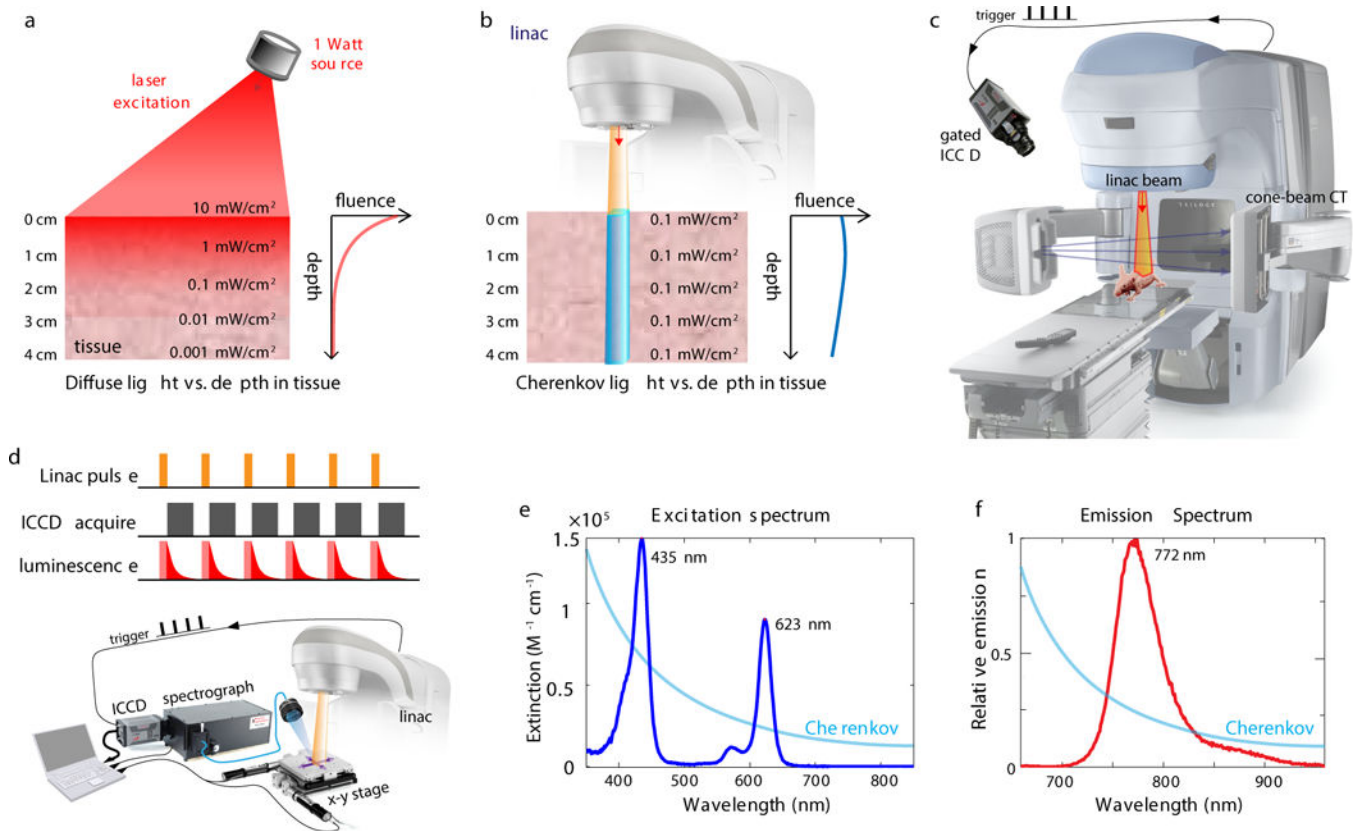 a
1 Watt
sou rce
laser
excitation
10 mW/cm²
fluence
0 cm
1 mW/cm²
1 cm
depth
0.1 mW/cm²
2 cm
0.01 mW/cm²
3 cm
tissue
0.001 mW/cm²
4 cm
Diffuse lig ht vs. de pth in tissue
b
linac
fluence
0 cm
0.1 mW/cm²
1 cm
0.1 mW/cm²
depth
2 cm
0.1 mW/cm²
3 cm
0.1 mW/cm²
4 cm
0.1 mW/cm²
Cherenkov lig ht vs. de pth in tissue
c
trigger
gated
ICC D
linac beam
cone-beam CT
TRILOGY
d
Linac puls e
ICCD acquire
luminescenc e
trigger
ICCD
spectrograph
linac
x-y stage
e
Excitation spectrum
×10⁵
1.5
435 nm
1
623 nm
0.5
Che renkov
0
Extinction (M⁻¹ cm⁻¹)
400 500 600 700 800
Wavelength (nm)
f
Emission Spectrum
1
772 nm
0.5
Cherenkov
0
Relative emissio n
700 800 900
Wavelength (nm)